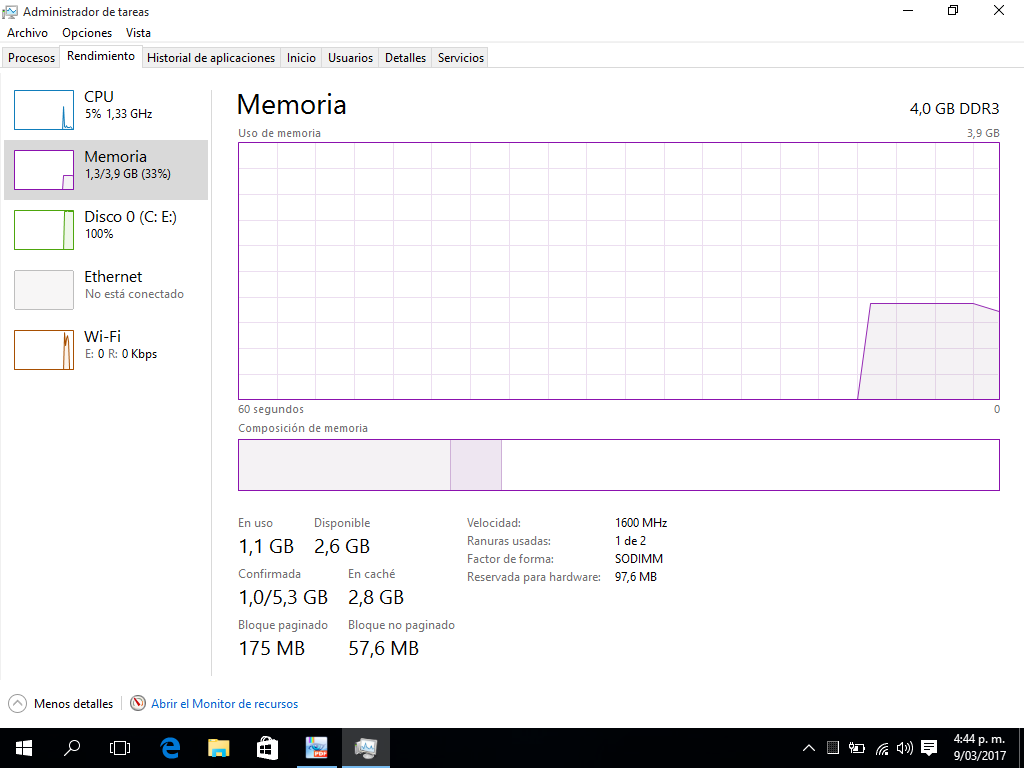 Administrador de tareas
Archivo Opciones Vista
Procesos Rendimiento Historial de aplicaciones Inicio Usuarios Detalles Servicios
CPU
5% 1,33 GHz
Memoria
1,3/3,9 GB (33%)
Disco 0 (C: E:)
100%
Ethernet
No está conectado
Wi-Fi
E: 0 R: 0 Kbps
Memoria 4,0 GB DDR3
Uso de memoria 3,9 GB
60 segundos 0
Composición de memoria
En uso Disponible
1,1 GB 2,6 GB
Confirmada En caché
1,0/5,3 GB 2,8 GB
Bloque paginado Bloque no paginado
175 MB 57,6 MB
Velocidad: 1600 MHz
Ranuras usadas: 1 de 2
Factor de forma: SODIMM
Reservada para hardware: 97,6 MB
Menos detalles Abrir el Monitor de recursos
PDF
4:44 p. m.
9/03/2017